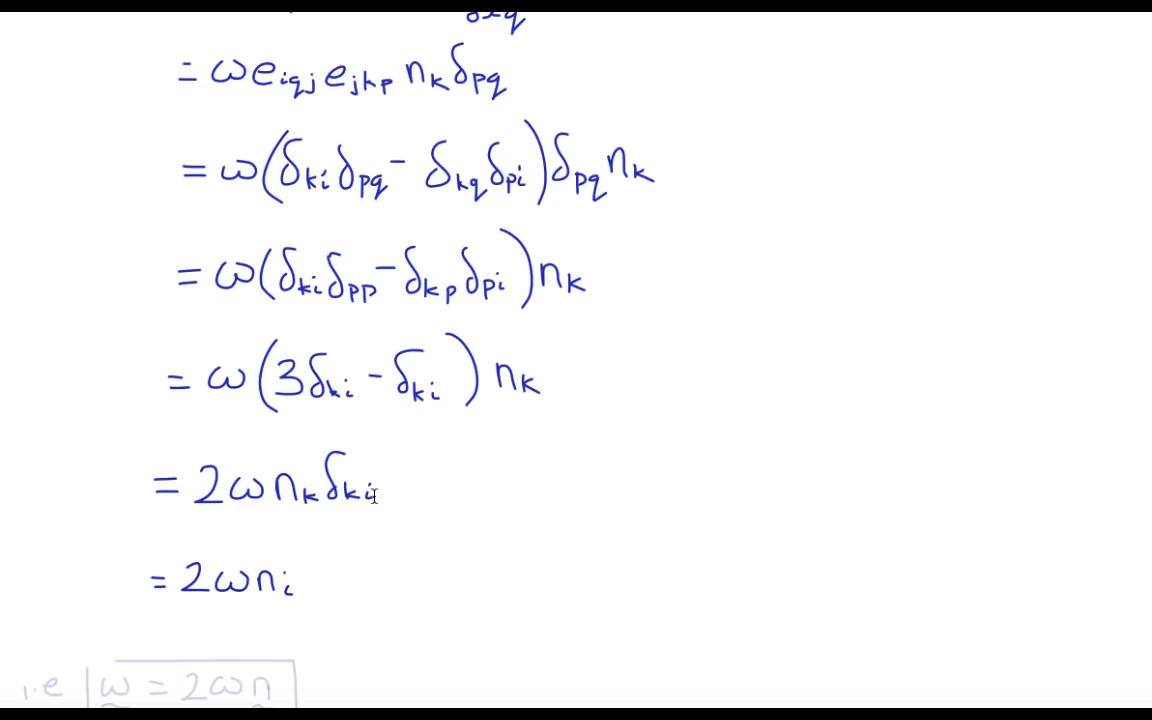 = ω e_iqj e_jkp n_k δ_pq
= ω(δ_ki δ_pq - δ_kq δ_pi) δ_pq n_k
= ω(δ_ki δ_pp - δ_kp δ_pi) n_k
= ω(3δ_ki - δ_ki) n_k
= 2ω n_k δ_ki
= 2ω n_i
i.e ω = 2ωn